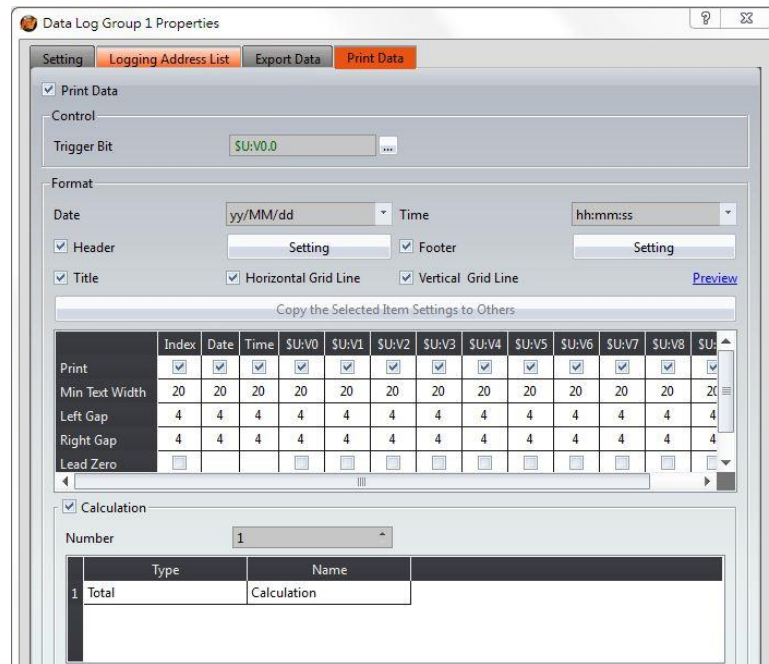 Data Log Group 1 Properties
Setting Logging Address List Export Data Print Data
Print Data
Control
Trigger Bit $U:V0.0 ...
Format
Date yy/MM/dd Time hh:mm:ss
Header Setting Footer Setting
Title Horizontal Grid Line Vertical Grid Line Preview
Copy the Selected Item Settings to Others
Index Date Time $U:V0 $U:V1 $U:V2 $U:V3 $U:V4 $U:V5 $U:V6 $U:V7 $U:V8 $U:
Print
Min Text Width 20 20 20 20 20 20 20 20 20 20 20 20 20
Left Gap 4 4 4 4 4 4 4 4 4 4 4 4 4
Right Gap 4 4 4 4 4 4 4 4 4 4 4 4 4
Lead Zero
Calculation
Number 1
Type Name
1 Total Calculation